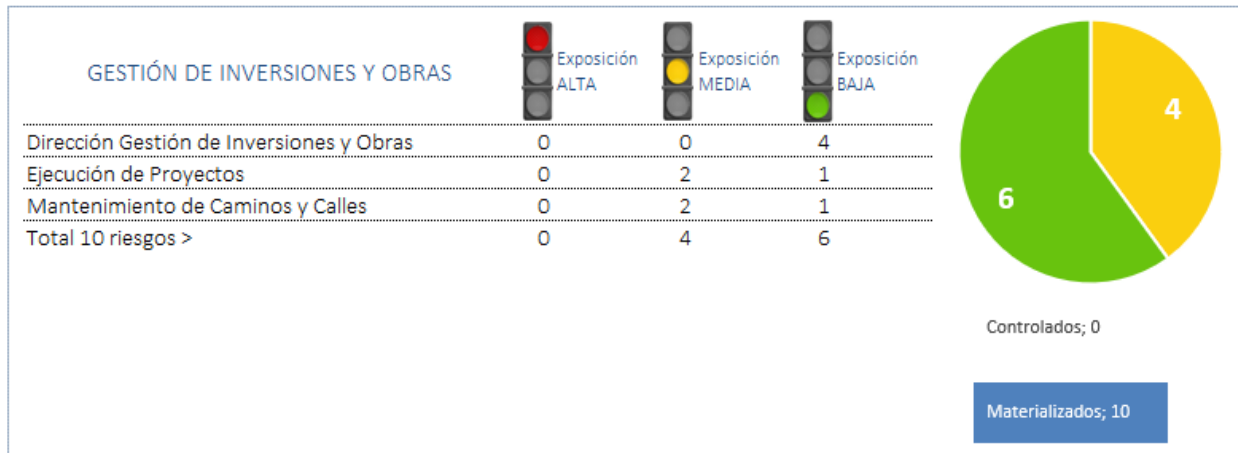 GESTIÓN DE INVERSIONES Y OBRAS
Exposición
ALTA
Exposición
MEDIA
Exposición
BAJA
Dirección Gestión de Inversiones y Obras 0 0 4
Ejecución de Proyectos 0 2 1
Mantenimiento de Caminos y Calles 0 2 1
Total 10 riesgos > 0 4 6
4
6
Controlados; 0
Materializados; 10